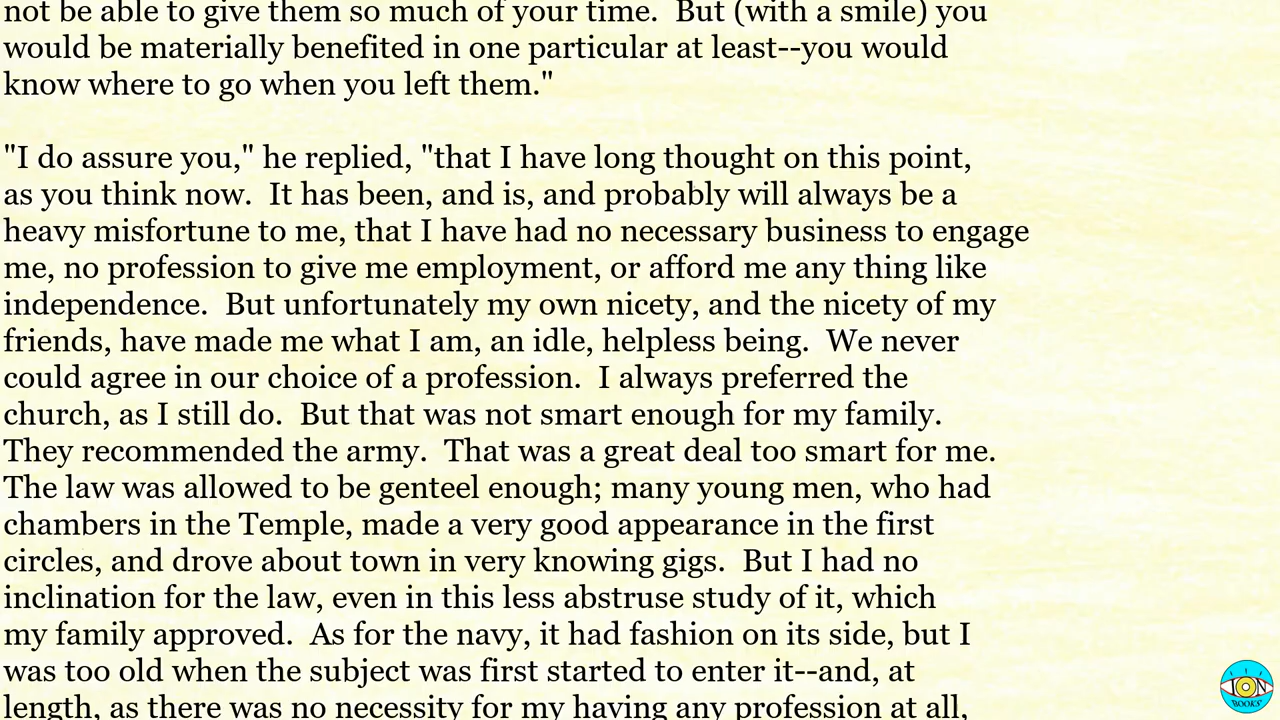 not be able to give them so much of your time.  But (with a smile) you
would be materially benefited in one particular at least--you would
know where to go when you left them."
"I do assure you," he replied, "that I have long thought on this point,
as you think now.  It has been, and is, and probably will always be a
heavy misfortune to me, that I have had no necessary business to engage
me, no profession to give me employment, or afford me any thing like
independence.  But unfortunately my own nicety, and the nicety of my
friends, have made me what I am, an idle, helpless being.  We never
could agree in our choice of a profession.  I always preferred the
church, as I still do.  But that was not smart enough for my family.
They recommended the army.  That was a great deal too smart for me.
The law was allowed to be genteel enough; many young men, who had
chambers in the Temple, made a very good appearance in the first
circles, and drove about town in very knowing gigs.  But I had no
inclination for the law, even in this less abstruse study of it, which
my family approved.  As for the navy, it had fashion on its side, but I
was too old when the subject was first started to enter it--and, at
length, as there was no necessity for my having any profession at all,
ION
BOOKS